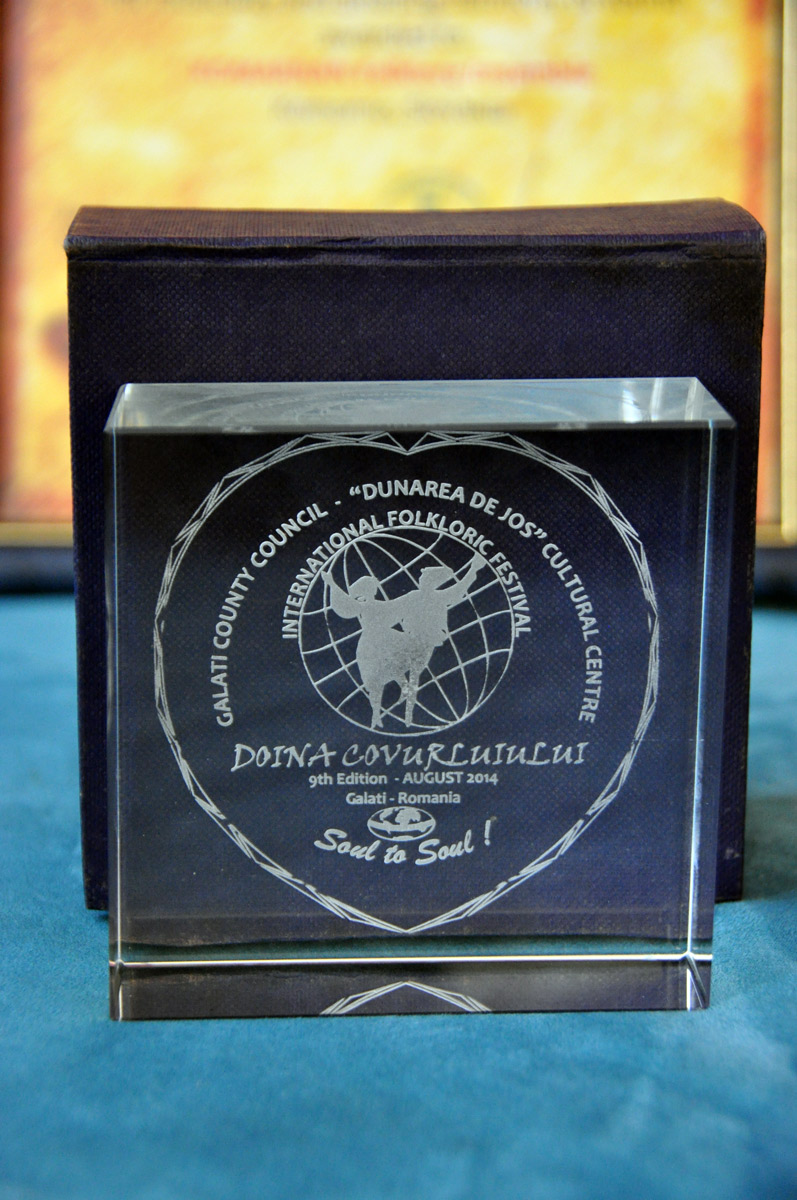 GALATI COUNTY COUNCIL - “DUNAREA DE JOS” CULTURAL CENTRE
INTERNATIONAL FOLKLORIC FESTIVAL
DOINA COVURLUIULUI
9th Edition - AUGUST 2014
Galati - Romania
Soul to Soul !